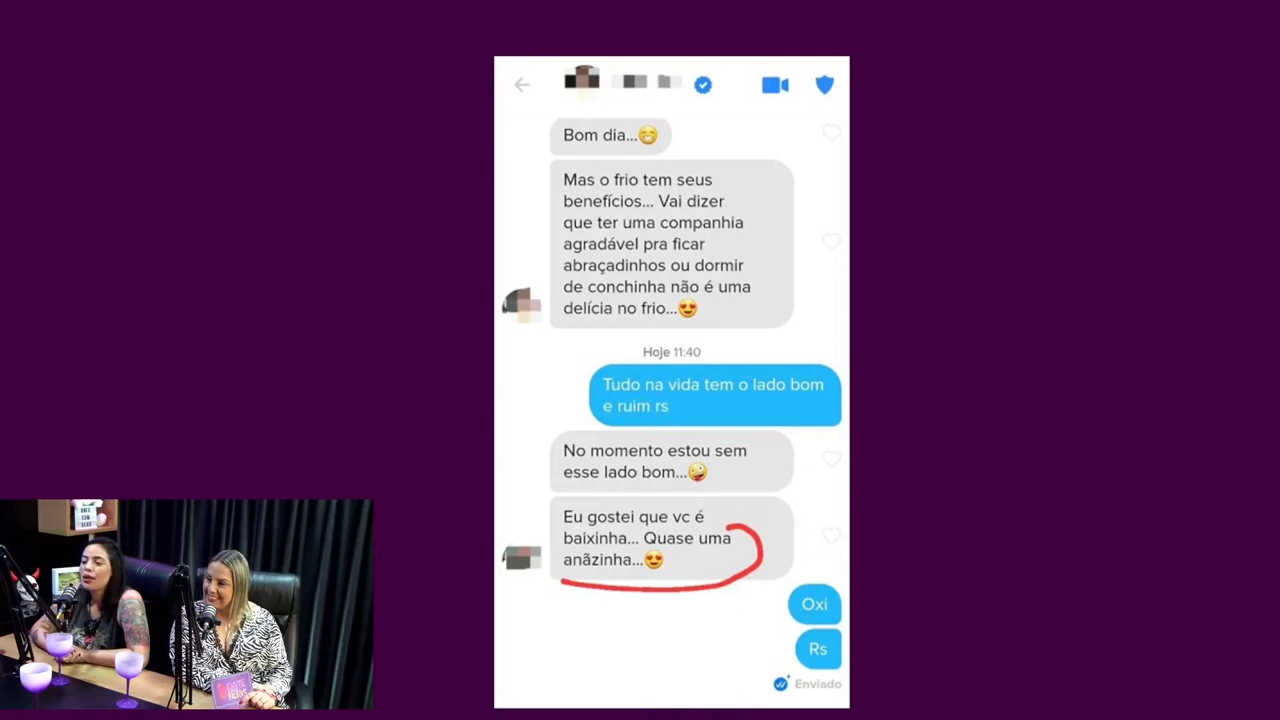 Bom dia...😁
Mas o frio tem seus
benefícios... Vai dizer
que ter uma companhia
agradável pra ficar
abraçadinhos ou dormir
de conchinha não é uma
delícia no frio...😍
Hoje 11:40
Tudo na vida tem o lado bom
e ruim rs
No momento estou sem
esse lado bom...🤪
Eu gostei que vc é
baixinha... Quase uma
anãzinha...😍
Oxi
Rs
Enviado